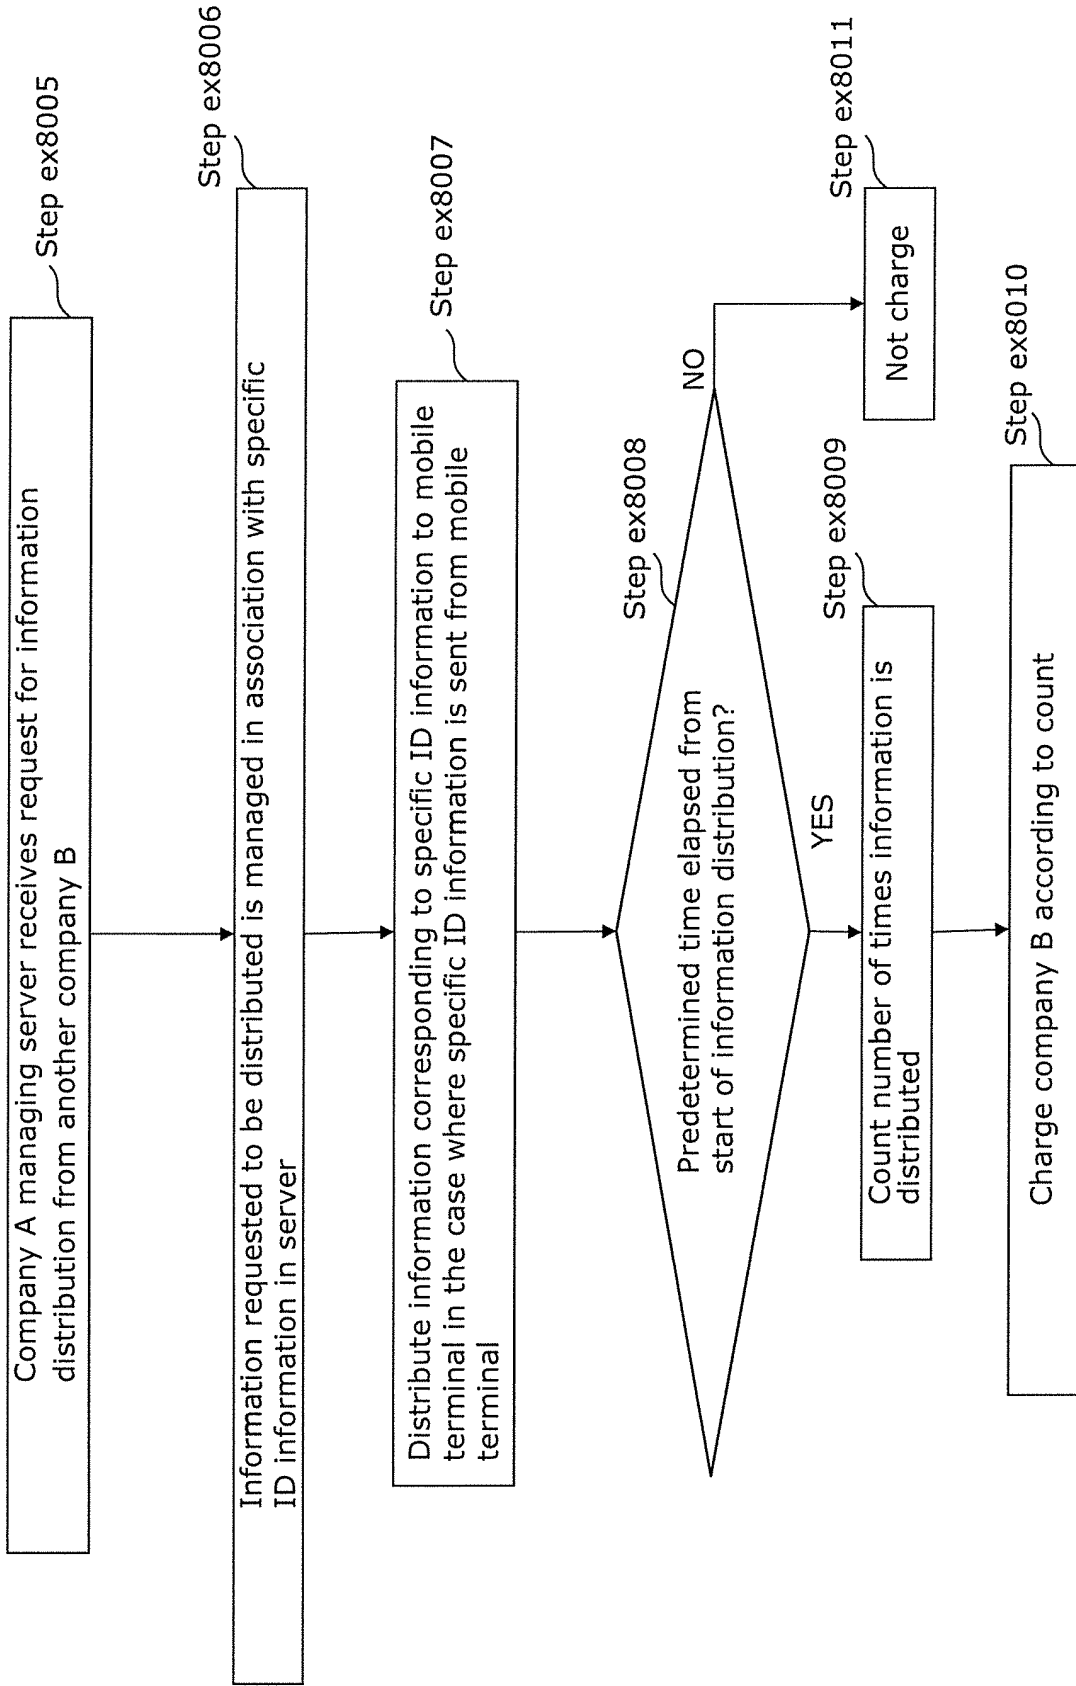 Step ex8005
Company A managing server receives request for information
distribution from another company B
Step ex8006
Information requested to be distributed is managed in association with specific
ID information in server
Step ex8007
Distribute information corresponding to specific ID information to mobile
terminal in the case where specific ID information is sent from mobile
terminal
Step ex8008
Predetermined time elapsed from
start of information distribution?
NO
YES
Step ex8009
Count number of times information is
distributed
Step ex8011
Not charge
Step ex8010
Charge company B according to count